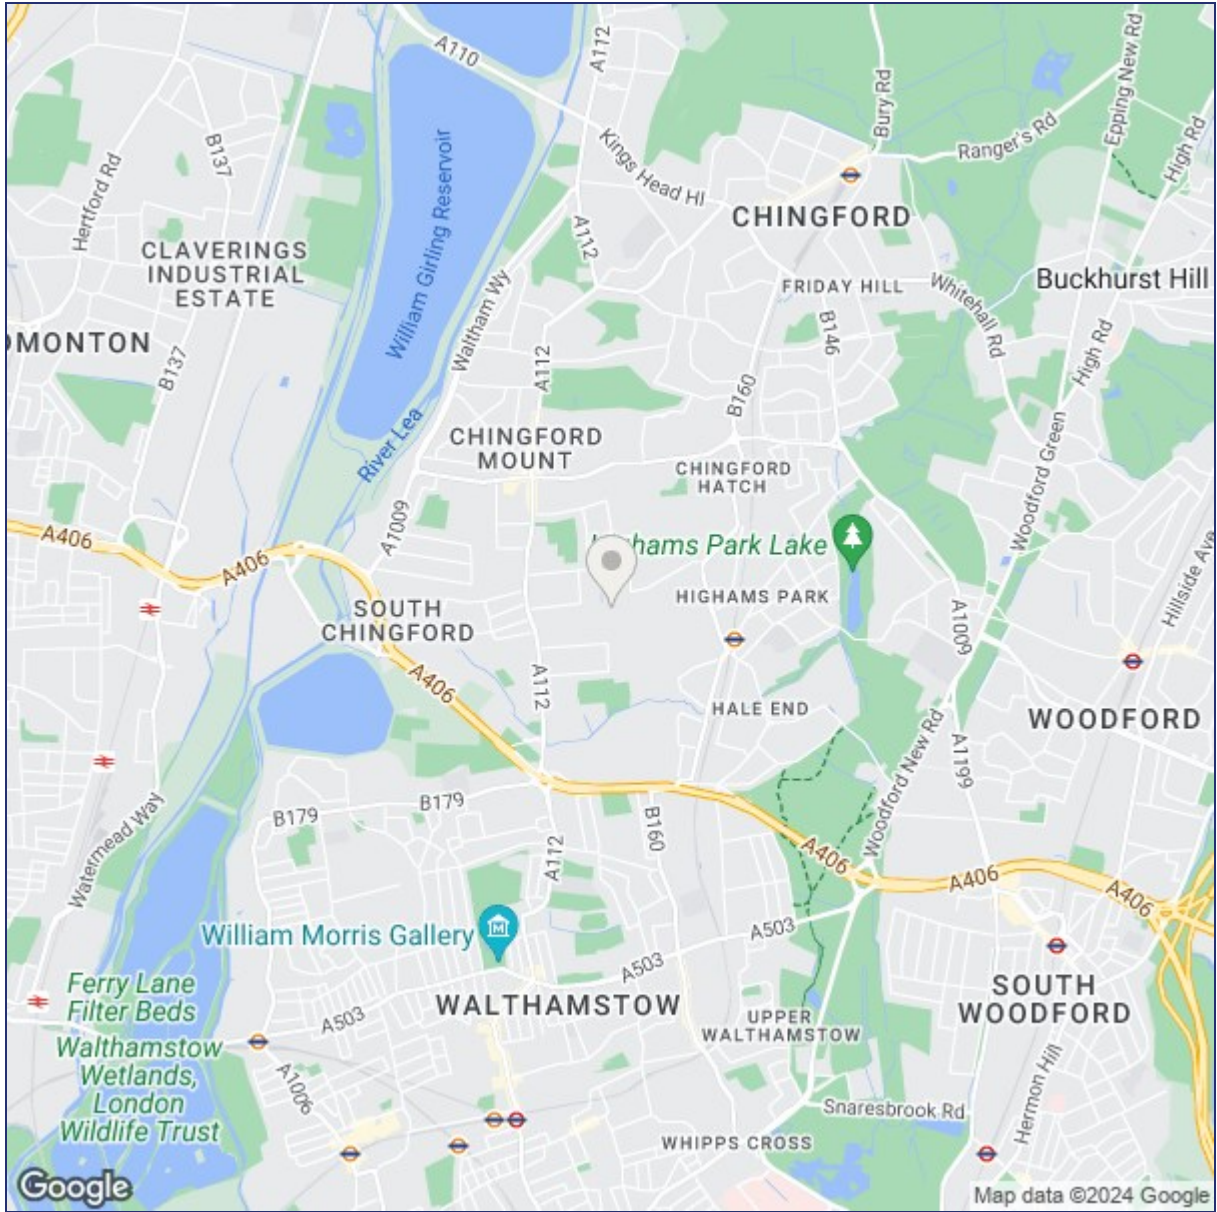 A110
A112
Bury Rd
Epping New Rd
B137
Hertford Rd
William Girling Reservoir
Kings Head Hl
Ranger's Rd
High Rd
CHINGFORD
A112
CLAVERINGS
INDUSTRIAL
ESTATE
Waltham Wy
FRIDAY HILL
Whitehall Rd
Buckhurst Hill
DMONTON
B137
A112
B146
High Rd
B160
River Lea
CHINGFORD
MOUNT
CHINGFORD
HATCH
Woodford Green
A406
A406
A1009
hams Park Lake
HIGHAMS PARK
Hillside Ave
SOUTH
CHINGFORD
A1009
A406
A112
HALE END
WOODFORD
Woodford New Rd
A1199
B179
B179
B160
Watermead Way
A112
A406
A406
A406
William Morris Gallery
A503
A503
Ferry Lane
Filter Beds
WALTHAMSTOW
SOUTH
WOODFORD
A503
UPPER
WALTHAMSTOW
Walthamstow
Wetlands,
London
Wildlife Trust
A1006
Hermon Hill
Snaresbrook Rd
WHIPPS CROSS
Google
Map data ©2024 Google